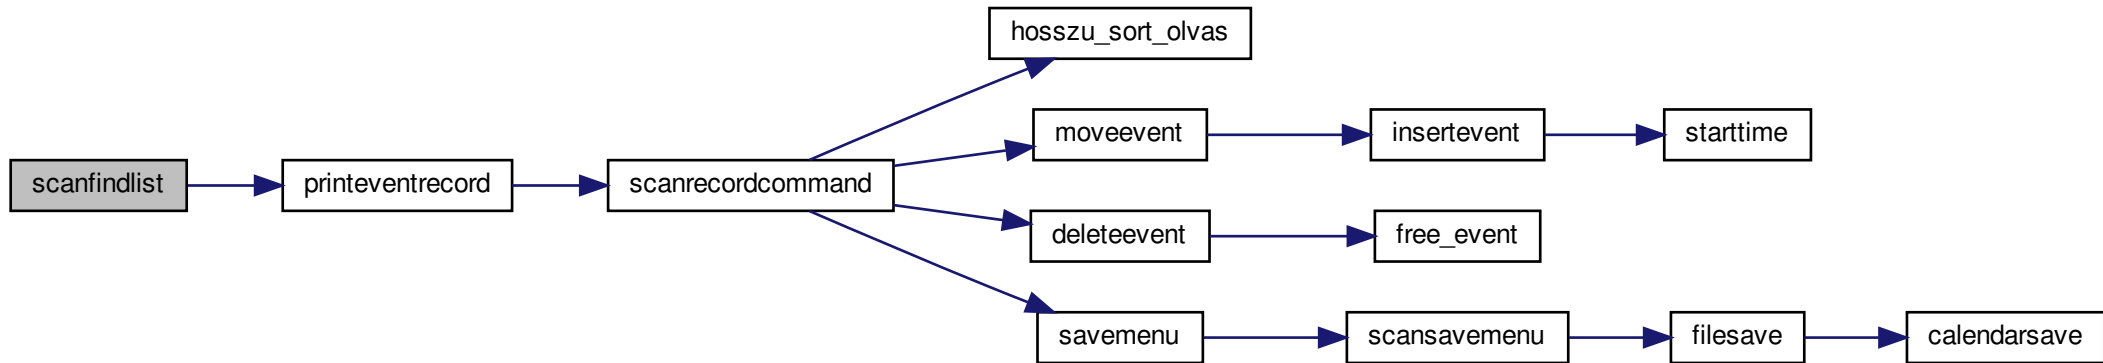 hosszu_sort_olvas
moveevent
insertevent
starttime
scanfindlist
printeventrecord
scanrecordcommand
deleteevent
free_event
savemenu
scansavemenu
filesave
calendarsave